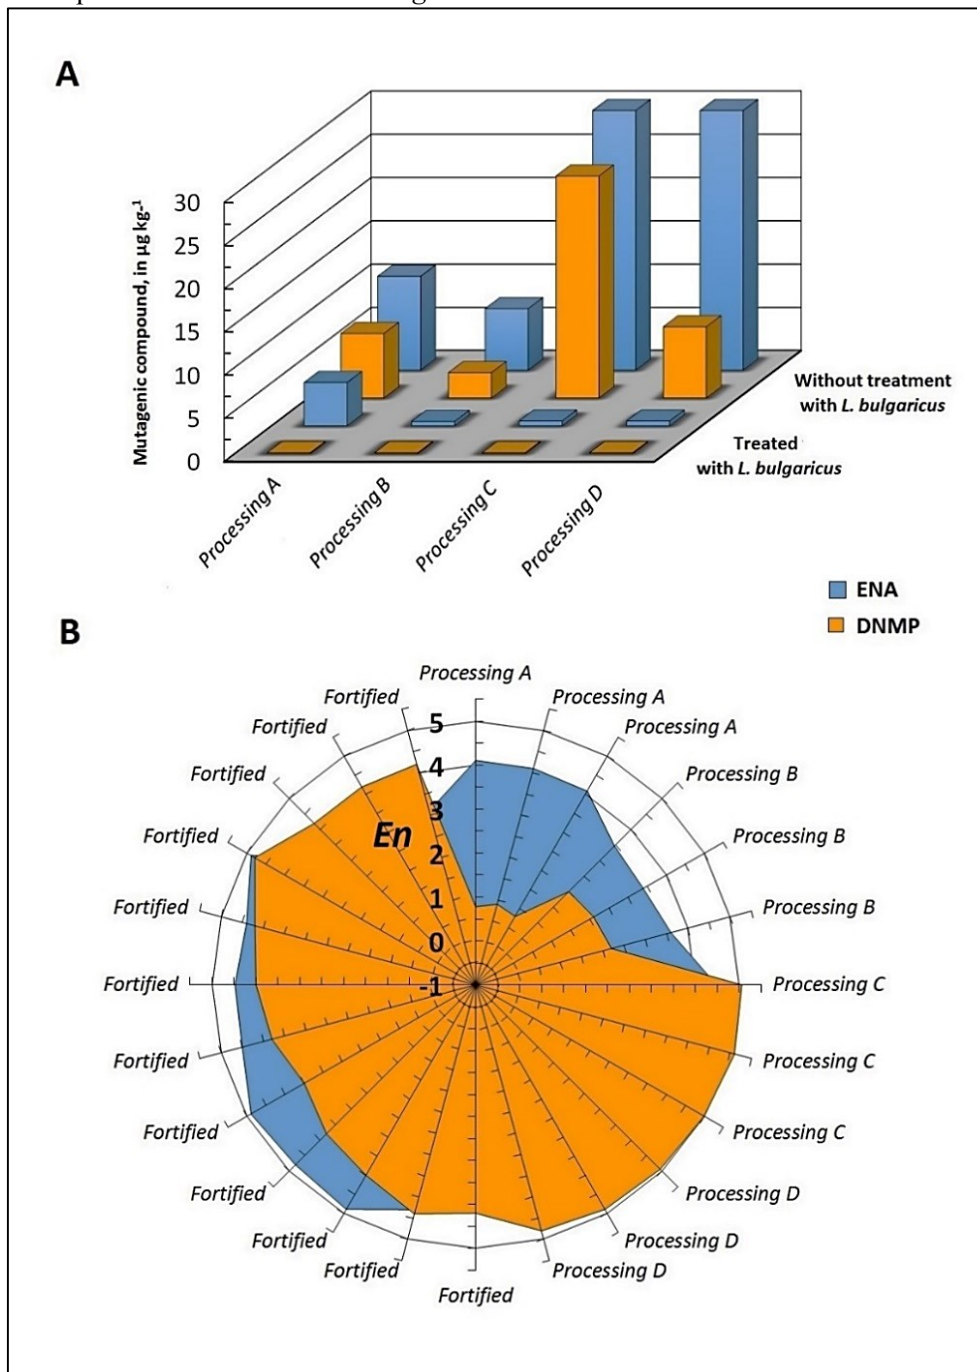 A
Mutagenic compound, in µg kg-¹
30
25
20
15
10
5
0
Without treatment
with L. bulgaricus
Treated
with L. bulgaricus
Processing A
Processing B
Processing C
Processing D
ENA
DNMP
B
Processing A
Processing A
Processing A
Processing B
Processing B
Processing B
Processing C
Processing C
Processing C
Processing D
Processing D
Processing D
Fortified
Fortified
Fortified
Fortified
Fortified
Fortified
Fortified
Fortified
Fortified
Fortified
Fortified
Fortified
5
4
3
En
2
1
0
-1